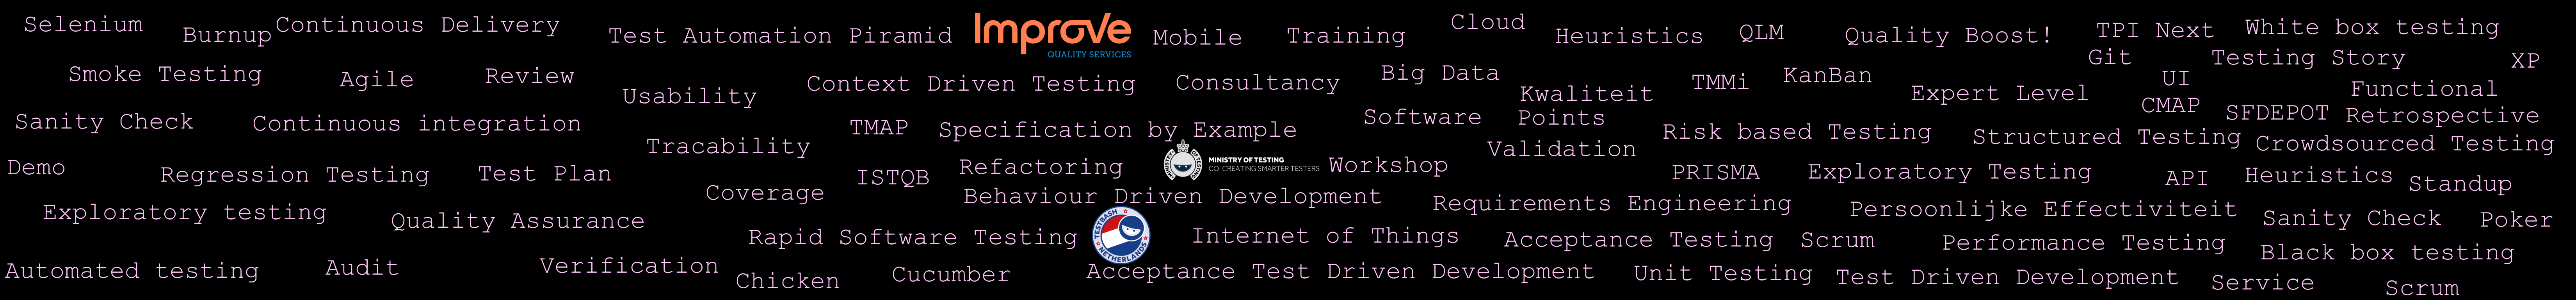 Selenium
Burnup
Continuous Delivery
Test Automation Piramid
Improve
QUALITY SERVICES
Mobile
Training
Cloud
Heuristics
QLM
Quality Boost!
TPI Next
White box testing
Git
Testing Story
XP
Smoke Testing
Agile
Review
Usability
Context Driven Testing
Consultancy
Big Data
Kwaliteit
TMMi
KanBan
Expert Level
UI
Functional
CMAP
SFDEPOT
Retrospective
Sanity Check
Continuous integration
Tracability
TMAP
Specification by Example
Software
Points
Validation
Risk based Testing
Structured Testing
Crowdsourced Testing
Demo
Regression Testing
Test Plan
Coverage
ISTQB
Refactoring
MINISTRY OF TESTING
CO-CREATING SMARTER TESTERS
Workshop
PRISMA
Exploratory Testing
API
Heuristics
Standup
Behaviour Driven Development
Requirements Engineering
Persoonlijke Effectiviteit
Sanity Check
Poker
Exploratory testing
Quality Assurance
Rapid Software Testing
TESTBASH
NETHERLANDS
Internet of Things
Acceptance Testing
Scrum
Performance Testing
Black box testing
Automated testing
Audit
Verification
Chicken
Cucumber
Acceptance Test Driven Development
Unit Testing
Test Driven Development
Service
Scrum